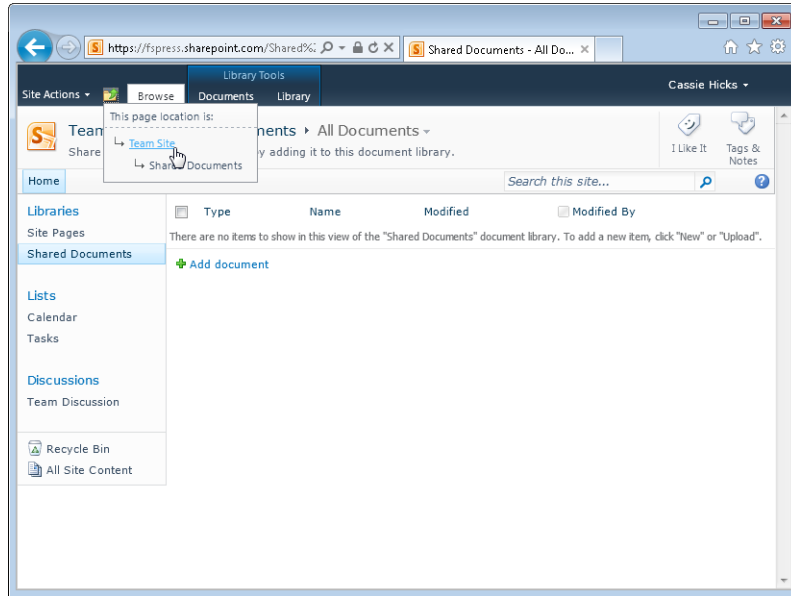 https://fspress.sharepoint.com/Shared%
Shared Documents - All Do...
Library Tools
Site Actions
Browse
Documents
Library
Cassie Hicks
This page location is:
Team Site
Shared Documents
All Documents
Share
by adding it to this document library.
I Like It
Tags &
Notes
Home
Search this site...
Libraries
Site Pages
Shared Documents
Lists
Calendar
Tasks
Discussions
Team Discussion
Recycle Bin
All Site Content
Type Name Modified Modified By
There are no items to show in this view of the "Shared Documents" document library. To add a new item, click "New" or "Upload".
Add document